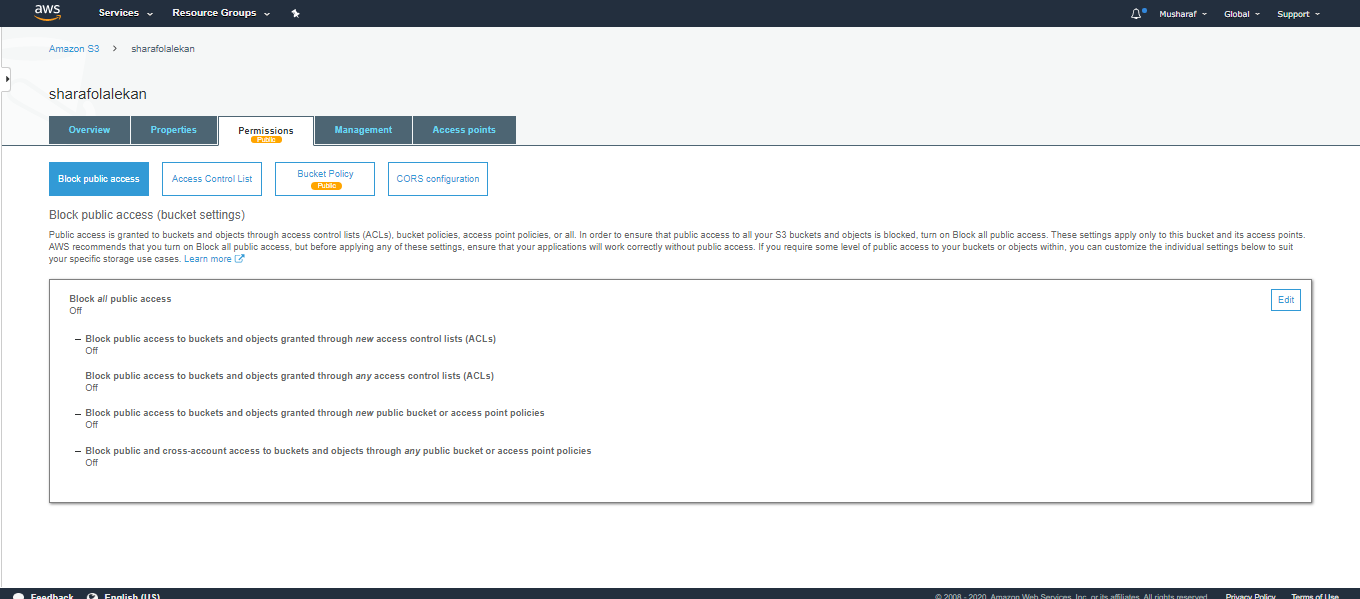 aws Services Resource Groups Musharaf Global Support
Amazon S3 > sharafolalekan
sharafolalekan
Overview Properties Permissions Management Access points
Public
Block public access Access Control List Bucket Policy CORS configuration
Public
Block public access (bucket settings)
Public access is granted to buckets and objects through access control lists (ACLs), bucket policies, access point policies, or all. In order to ensure that public access to all your S3 buckets and objects is blocked, turn on Block all public access. These settings apply only to this bucket and its access points.
AWS recommends that you turn on Block all public access, but before applying any of these settings, ensure that your applications will work correctly without public access. If you require some level of public access to your buckets or objects within, you can customize the individual settings below to suit
your specific storage use cases. Learn more
Block all public access Edit
Off
Block public access to buckets and objects granted through new access control lists (ACLs)
Off
Block public access to buckets and objects granted through any access control lists (ACLs)
Off
Block public access to buckets and objects granted through new public bucket or access point policies
Off
Block public and cross-account access to buckets and objects through any public bucket or access point policies
Off
Feedback English (US) © 2008 - 2020, Amazon Web Services, Inc. or its affiliates. All rights reserved. Privacy Policy Terms of Use